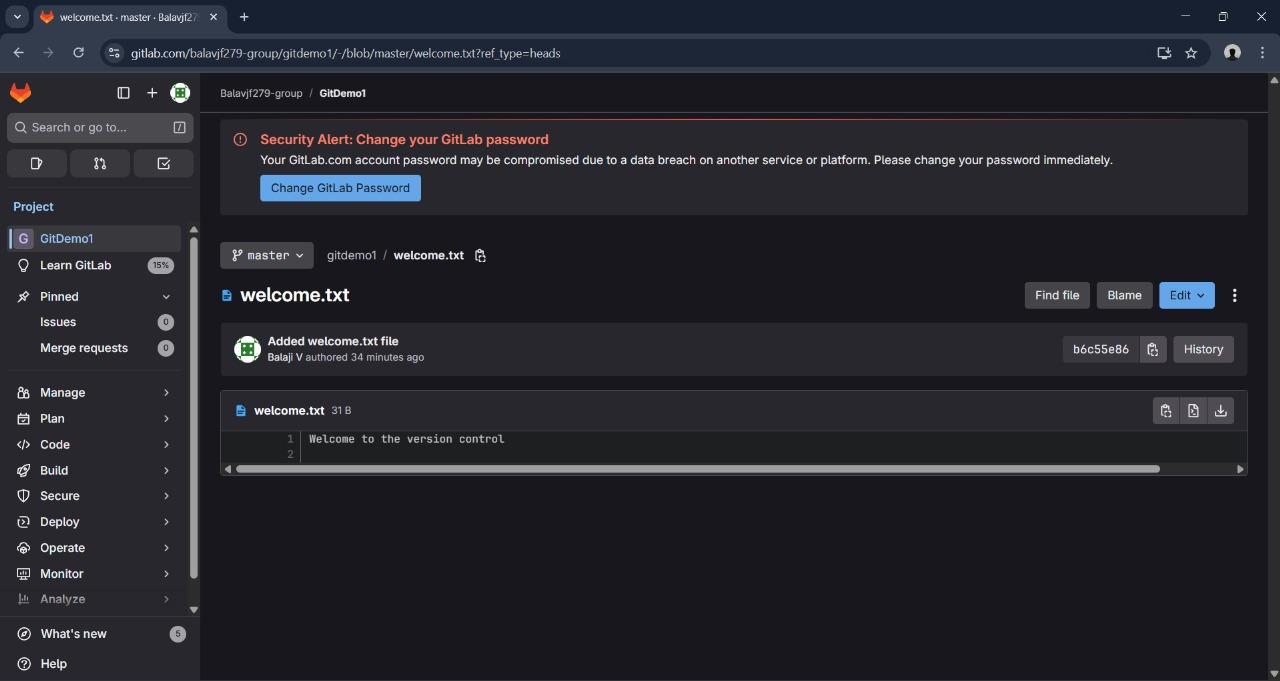 welcome.txt · master · Balavjf27
gitlab.com/balavjf279-group/gitdemo1/-/blob/master/welcome.txt?ref_type=heads
Balavjf279-group / GitDemo1
Search or go to... /
Security Alert: Change your GitLab password
Your GitLab.com account password may be compromised due to a data breach on another service or platform. Please change your password immediately.
Change GitLab Password
Project
G GitDemo1
Learn GitLab 15%
Pinned
Issues 0
Merge requests 0
Manage
Plan
Code
Build
Secure
Deploy
Operate
Monitor
Analyze
What's new 5
Help
master gitdemo1 / welcome.txt
welcome.txt
Find file Blame Edit
Added welcome.txt file
Balaji V authored 34 minutes ago
b6c55e86 History
welcome.txt 31 B
1 Welcome to the version control
2